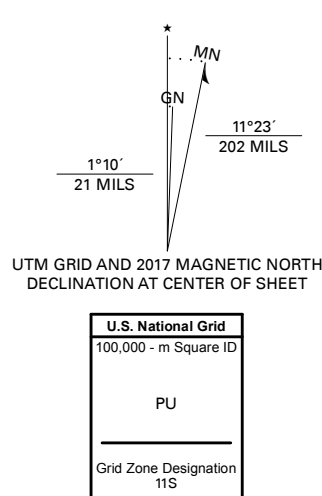 ★
MN
GN
11°23´
202 MILS
1°10´
21 MILS
UTM GRID AND 2017 MAGNETIC NORTH
DECLINATION AT CENTER OF SHEET
U.S. National Grid
100,000 - m Square ID
PU
Grid Zone Designation
11S